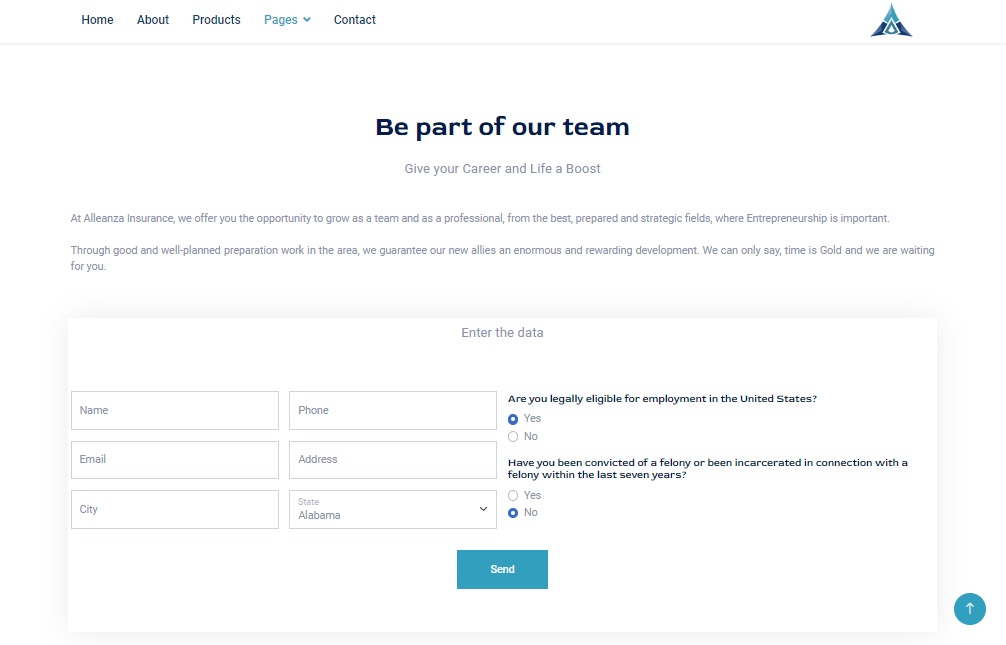 Home About Products Pages Contact
Be part of our team
Give your Career and Life a Boost
At Alleanza Insurance, we offer you the opportunity to grow as a team and as a professional, from the best, prepared and strategic fields, where Entrepreneurship is important.
Through good and well-planned preparation work in the area, we guarantee our new allies an enormous and rewarding development. We can only say, time is Gold and we are waiting
for you.
Enter the data
Name
Phone
Email
Address
City
State
Alabama
Are you legally eligible for employment in the United States?
Yes
No
Have you been convicted of a felony or been incarcerated in connection with a
felony within the last seven years?
Yes
No
Send